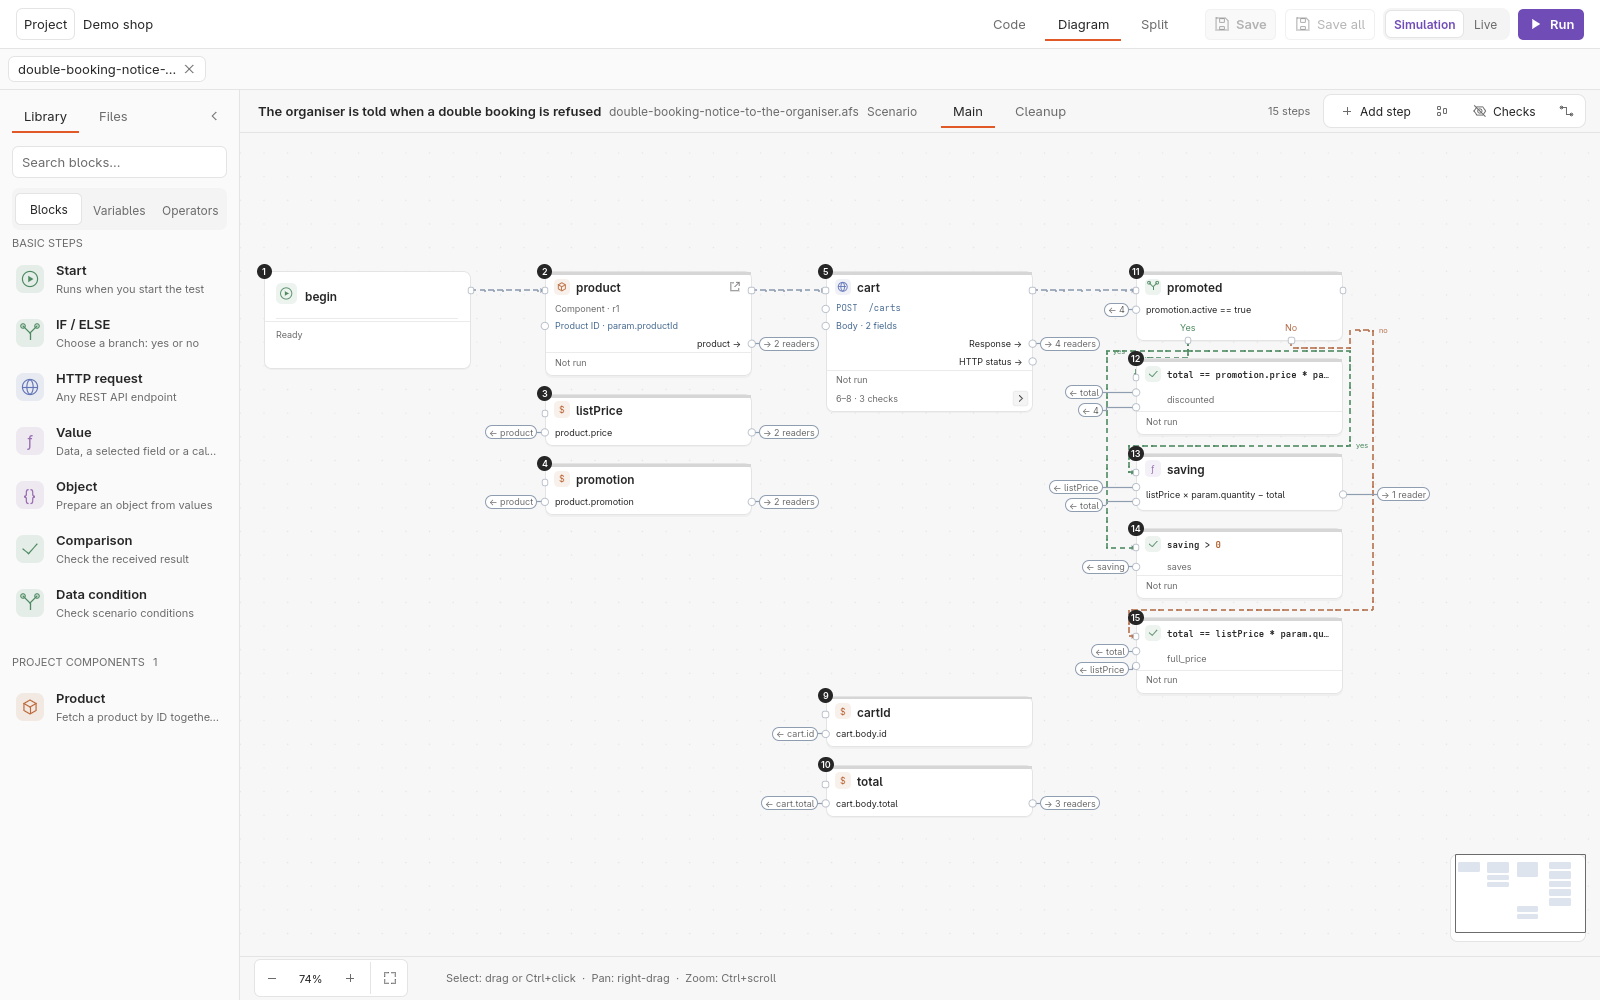 Project
Demo shop
Code
Diagram
Split
Save
Save all
Simulation
Live
Run
double-booking-notice-...
Library
Files
The organiser is told when a double booking is refused
double-booking-notice-to-the-organiser.afs
Scenario
Main
Cleanup
15 steps
Add step
Checks
Search blocks...
Blocks
Variables
Operators
BASIC STEPS
Start
Runs when you start the test
IF / ELSE
Choose a branch: yes or no
HTTP request
Any REST API endpoint
Value
Data, a selected field or a cal...
Object
Prepare an object from values
Comparison
Check the received result
Data condition
Check scenario conditions
PROJECT COMPONENTS 1
Product
Fetch a product by ID togethe...
1
begin
Ready
2
product
Component · r1
Product ID · param.productId
product →
→ 2 readers
Not run
3
listPrice
← product
product.price
→ 2 readers
4
promotion
← product
product.promotion
→ 2 readers
5
cart
POST /carts
Body · 2 fields
Response →
→ 4 readers
HTTP status →
Not run
6–8 · 3 checks
11
promoted
← 4
promotion.active == true
Yes
No
no
yes
12
total == promotion.price * pa...
← total
discounted
← 4
Not run
yes
13
saving
← listPrice
listPrice × param.quantity − total
← total
→ 1 reader
14
saving > 0
← saving
saves
Not run
15
total == listPrice * param.qu...
← total
full_price
← listPrice
Not run
9
cartId
← cart.id
cart.body.id
10
total
← cart.total
cart.body.total
→ 3 readers
74%
Select: drag or Ctrl+click · Pan: right-drag · Zoom: Ctrl+scroll